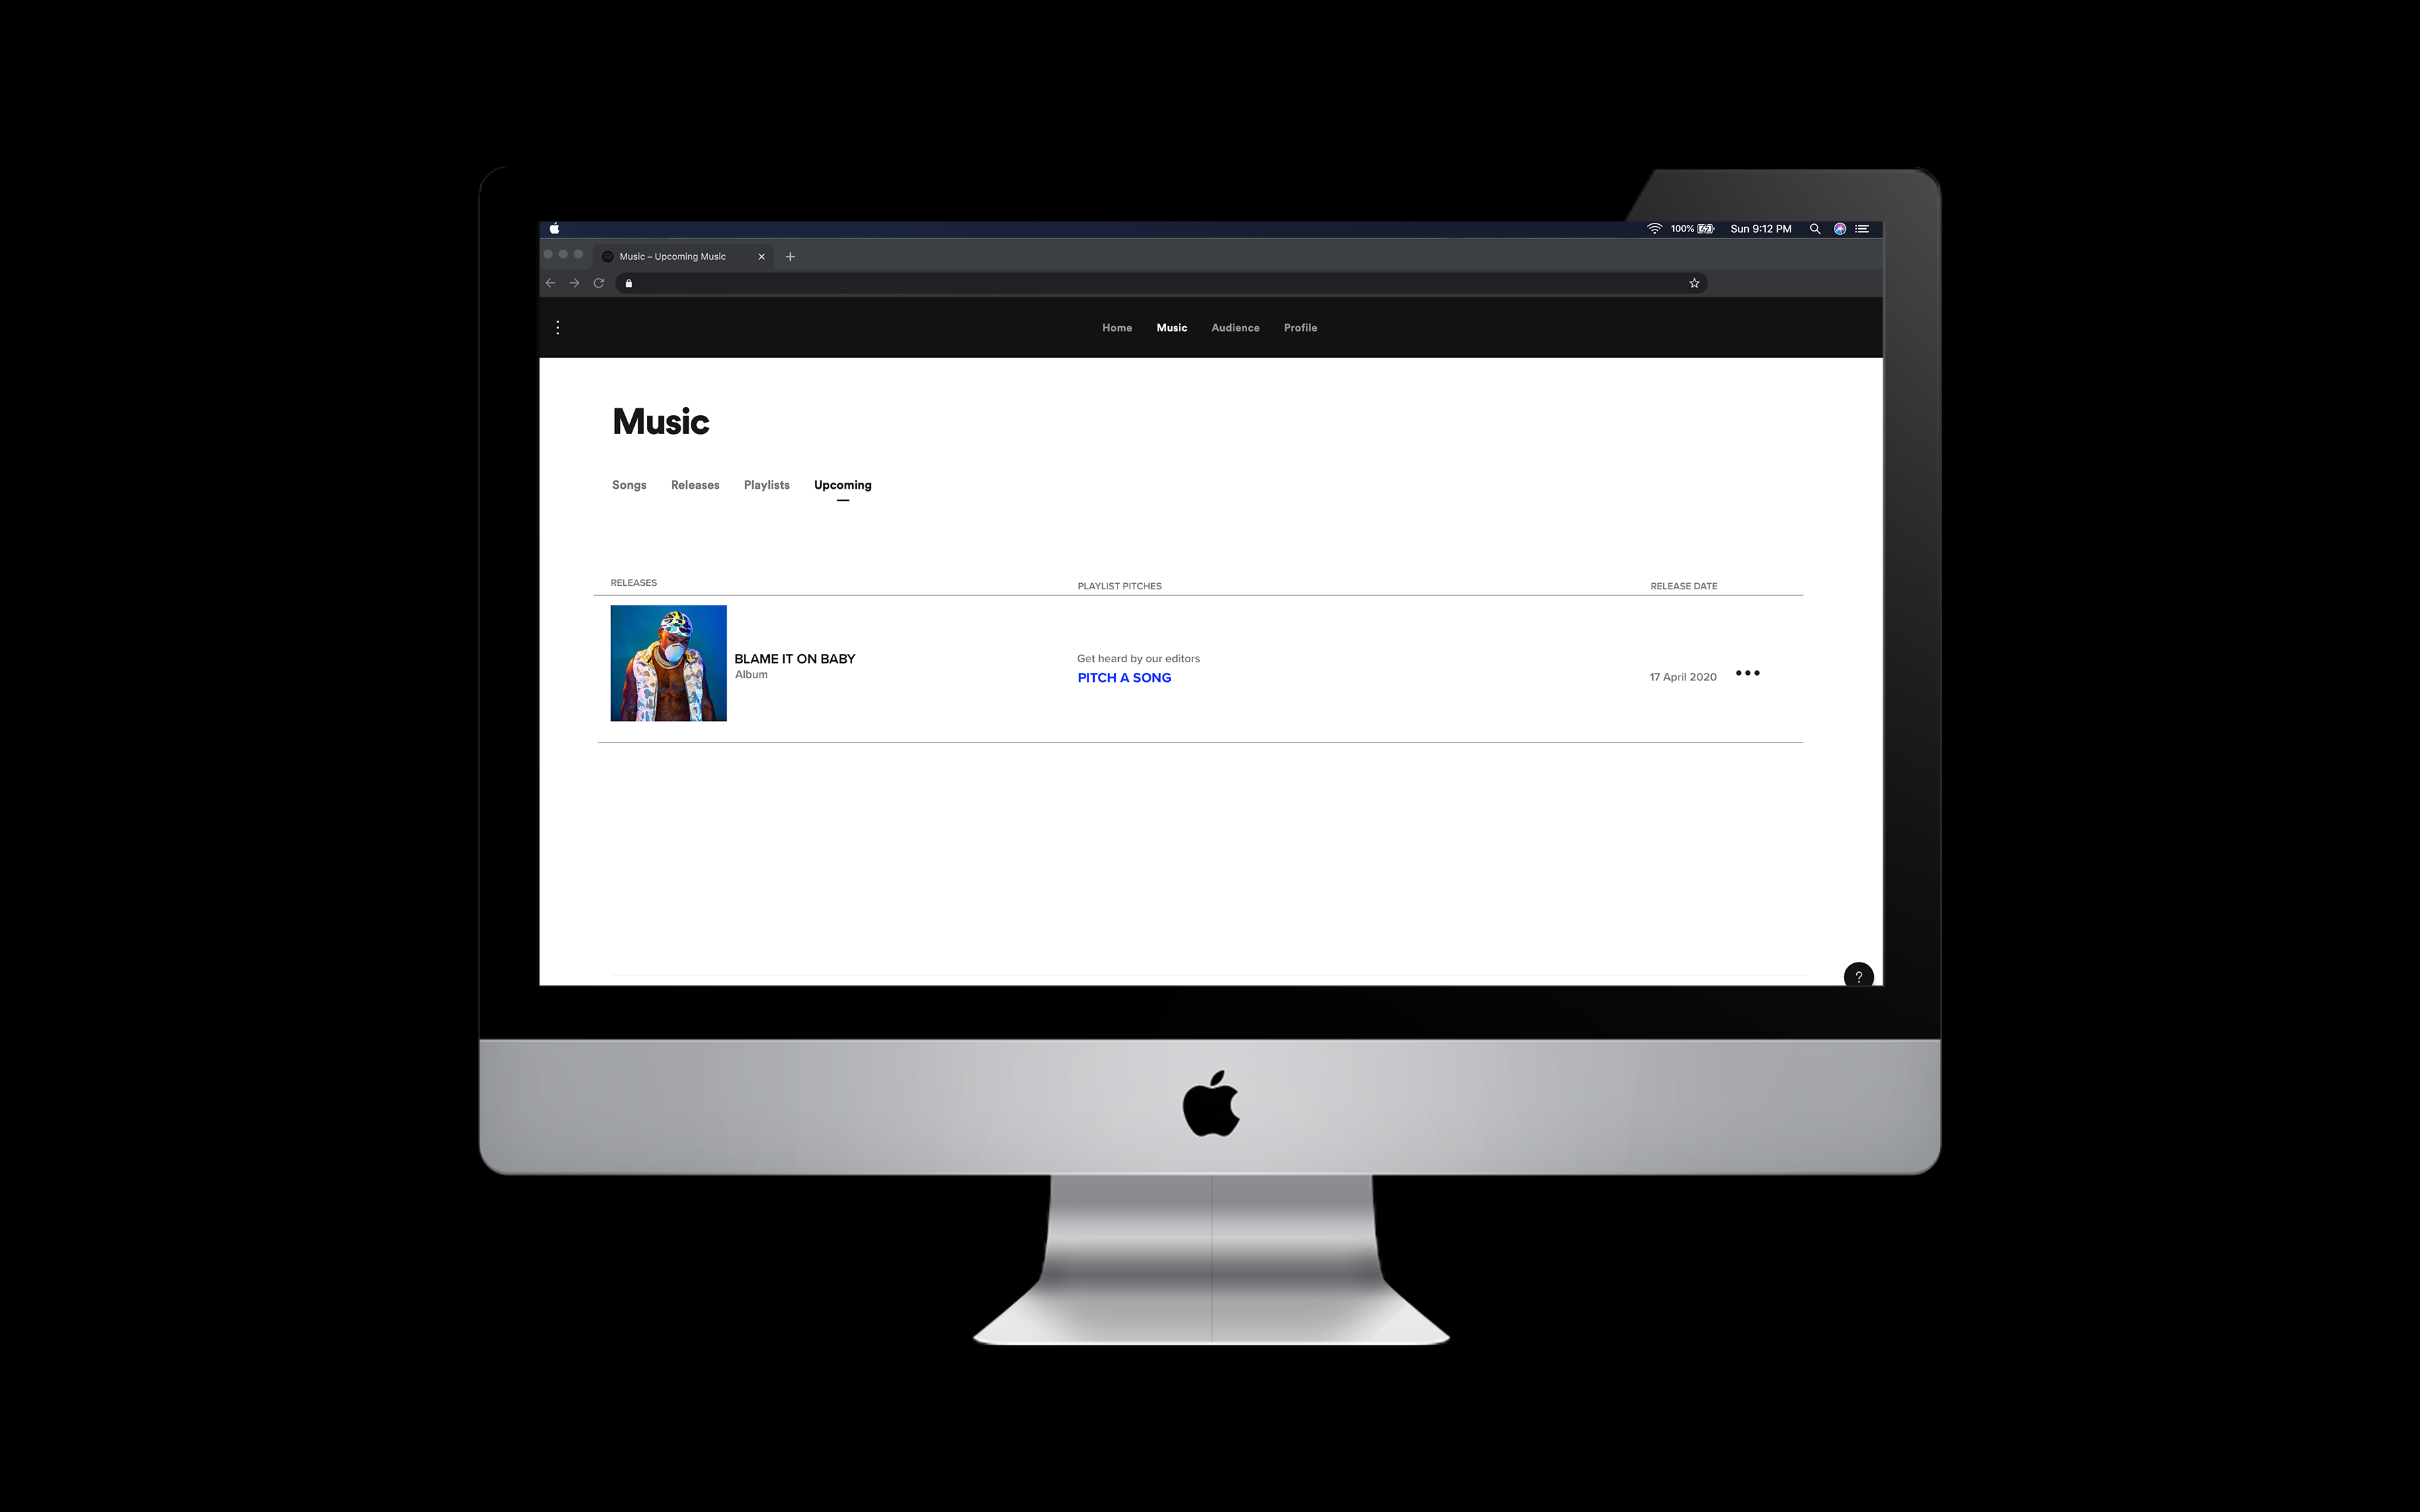 100%
Sun 9:12 PM
Music – Upcoming Music
Home Music Audience Profile
Music
Songs Releases Playlists Upcoming
RELEASES PLAYLIST PITCHES RELEASE DATE
BLAME IT ON BABY
Album
Get heard by our editors
PITCH A SONG
17 April 2020
?